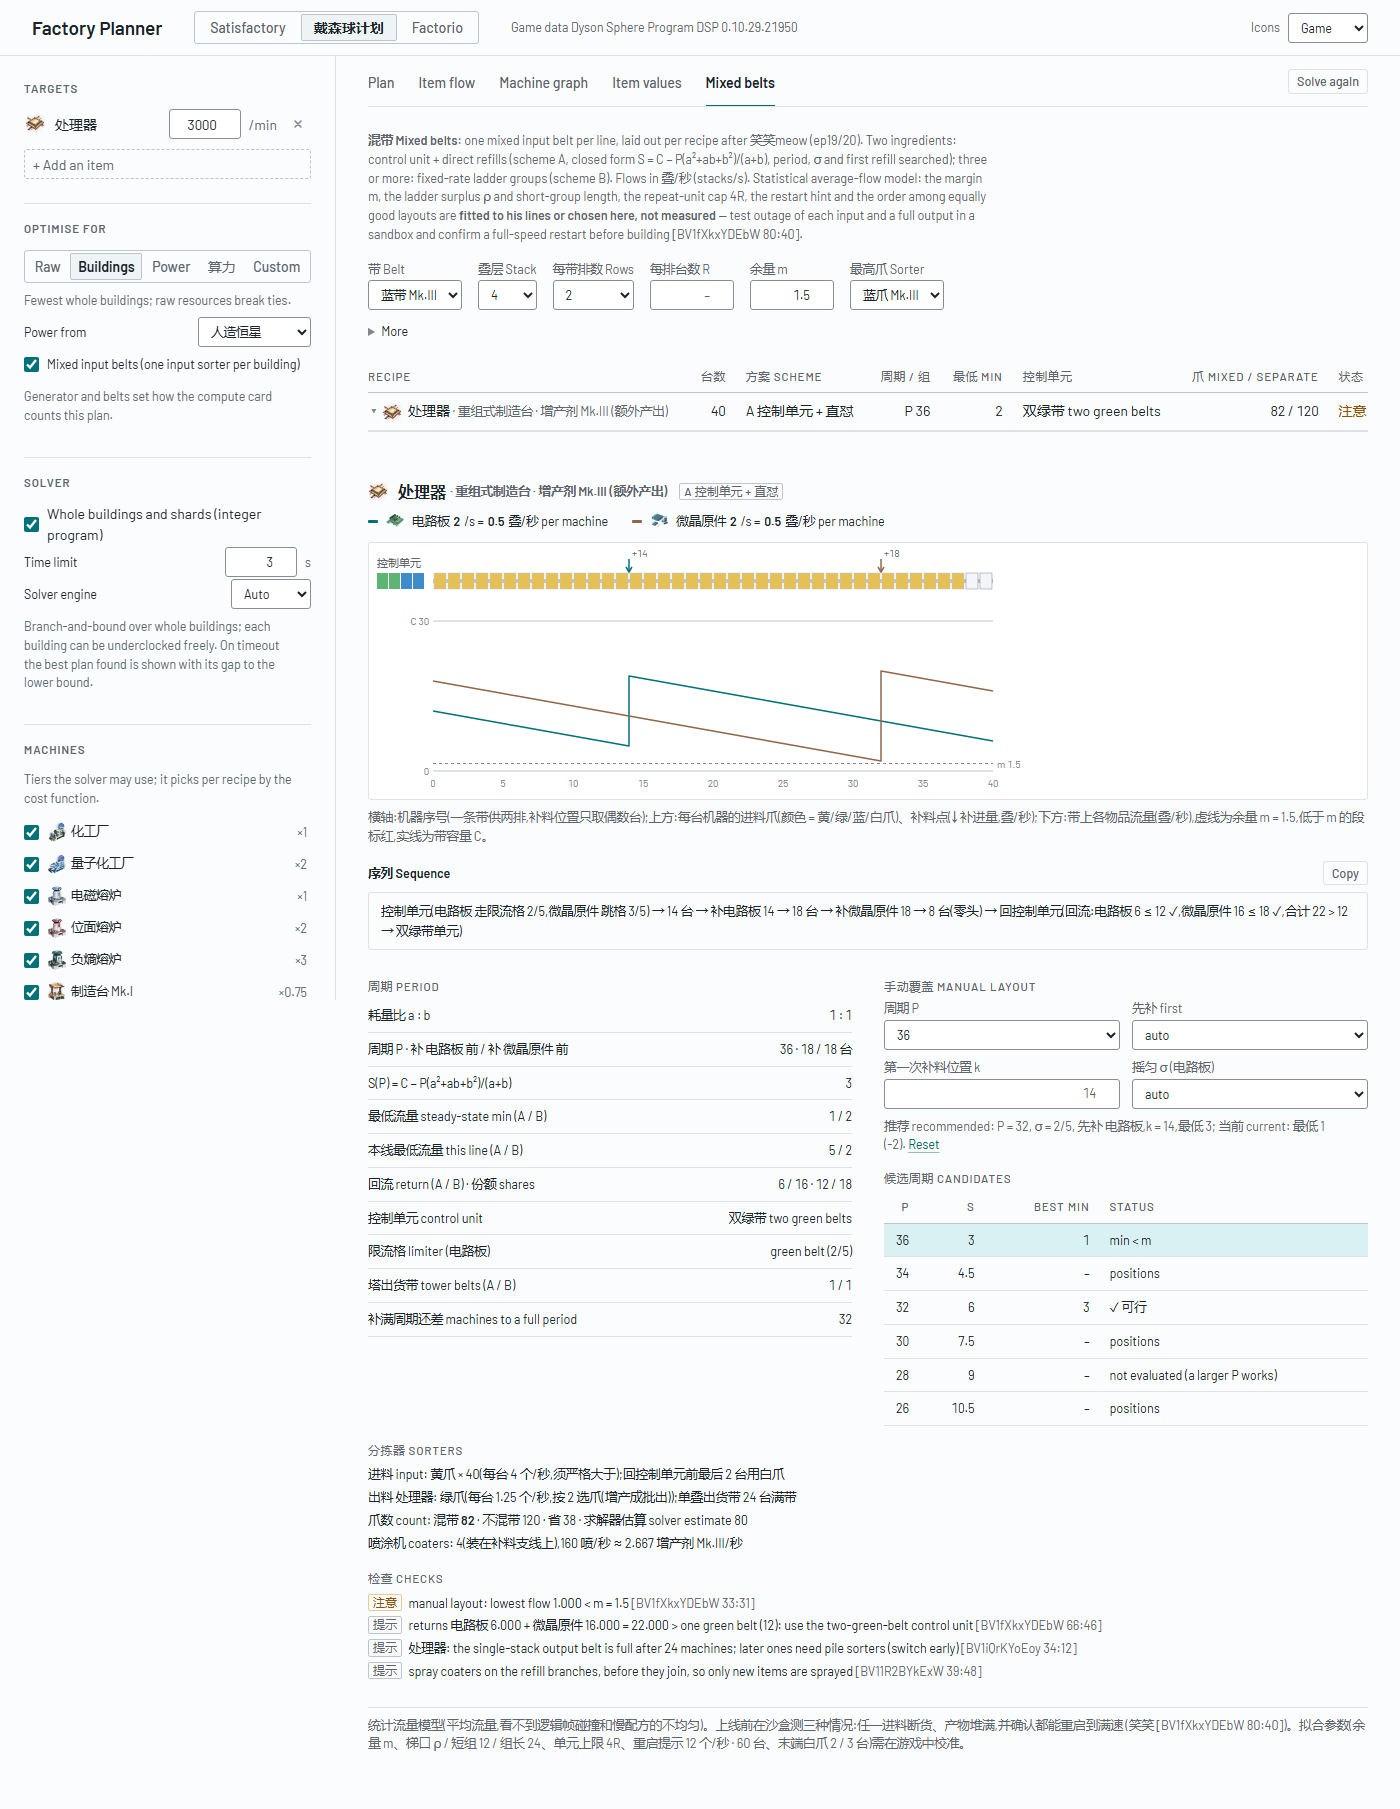 Factory Planner
Satisfactory 戴森球计划 Factorio
Game data Dyson Sphere Program DSP 0.10.29.21950
Icons Game
TARGETS
处理器 3000 /min ×
+ Add an item
OPTIMISE FOR
Raw Buildings Power 算力 Custom
Fewest whole buildings; raw resources break ties.
Power from 人造恒星
Mixed input belts (one input sorter per building)
Generator and belts set how the compute card
counts this plan.
SOLVER
Whole buildings and shards (integer
program)
Time limit 3 s
Solver engine Auto
Branch-and-bound over whole buildings; each
building can be underclocked freely. On timeout
the best plan found is shown with its gap to the
lower bound.
MACHINES
Tiers the solver may use; it picks per recipe by the
cost function.
化工厂 ×1
量子化工厂 ×2
电磁熔炉 ×1
位面熔炉 ×2
负熵熔炉 ×3
制造台 Mk.I ×0.75
Plan Item flow Machine graph Item values Mixed belts
Solve again
混带 Mixed belts: one mixed input belt per line, laid out per recipe after 笑笑meow (ep19/20). Two ingredients:
control unit + direct refills (scheme A, closed form S = C − P(a²+ab+b²)/(a+b), period, σ and first refill searched); three
or more: fixed-rate ladder groups (scheme B). Flows in 叠/秒 (stacks/s). Statistical average-flow model: the margin
m, the ladder surplus ρ and short-group length, the repeat-unit cap 4R, the restart hint and the order among equally
good layouts are fitted to his lines or chosen here, not measured — test outage of each input and a full output in a
sandbox and confirm a full-speed restart before building [BV1fXkxYDEbW 80:40].
带 Belt 叠层 Stack 每带排数 Rows 每排台数 R 余量 m 最高爪 Sorter
蓝带 Mk.III 4 2 – 1.5 蓝爪 Mk.III
▶ More
RECIPE 台数 方案 SCHEME 周期 / 组 最低 MIN 控制单元 爪 MIXED / SEPARATE 状态
▾ 处理器 · 重组式制造台 · 增产剂 Mk.III (额外产出) 40 A 控制单元 + 直怼 P 36 2 双绿带 two green belts 82 / 120 注意
处理器 · 重组式制造台 · 增产剂 Mk.III (额外产出) A 控制单元 + 直怼
电路板 2 /s = 0.5 叠/秒 per machine 微晶原件 2 /s = 0.5 叠/秒 per machine
控制单元 +14 +18
C 30
0 m 1.5
0 5 10 15 20 25 30 35 40
横轴:机器序号(一条带供两排,补料位置只取偶数台);上方:每台机器的进料爪(颜色 = 黄/绿/蓝/白爪)、补料点(↓ 补进量,叠/秒);下方:带上各物品流量(叠/秒),虚线为余量 m = 1.5,低于 m 的段
标红,实线为带容量 C。
序列 Sequence Copy
控制单元(电路板 走限流格 2/5,微晶原件 跳格 3/5) → 14 台 → 补电路板 14 → 18 台 → 补微晶原件 18 → 8 台(零头) → 回控制单元(回流:电路板 6 ≤ 12 ✓,微晶原件 16 ≤ 18 ✓,合计 22 > 12
→ 双绿带单元)
周期 PERIOD
耗量比 a : b 1 : 1
周期 P · 补 电路板 前 / 补 微晶原件 前 36 · 18 / 18 台
S(P) = C − P(a²+ab+b²)/(a+b) 3
最低流量 steady-state min (A / B) 1 / 2
本线最低流量 this line (A / B) 5 / 2
回流 return (A / B) · 份额 shares 6 / 16 · 12 / 18
控制单元 control unit 双绿带 two green belts
限流格 limiter (电路板) green belt (2/5)
塔出货带 tower belts (A / B) 1 / 1
补满周期还差 machines to a full period 32
手动覆盖 MANUAL LAYOUT
周期 P 先补 first
36 auto
第一次补料位置 k 摇匀 σ (电路板)
14 auto
推荐 recommended: P = 32, σ = 2/5, 先补 电路板,k = 14,最低 3; 当前 current: 最低 1
(-2). Reset
候选周期 CANDIDATES
P S BEST MIN STATUS
36 3 1 min < m
34 4.5 – positions
32 6 3 ✓ 可行
30 7.5 – positions
28 9 – not evaluated (a larger P works)
26 10.5 – positions
分拣器 SORTERS
进料 input: 黄爪 × 40(每台 4 个/秒,须严格大于);回控制单元前最后 2 台用白爪
出料 处理器: 绿爪(每台 1.25 个/秒,按 2 选爪(增产成批出));单叠出货带 24 台满带
爪数 count: 混带 82 · 不混带 120 · 省 38 · 求解器估算 solver estimate 80
喷涂机 coaters: 4(装在补料支线上),160 喷/秒 ≈ 2.667 增产剂 Mk.III/秒
检查 CHECKS
注意 manual layout: lowest flow 1.000 < m = 1.5 [BV1fXkxYDEbW 33:31]
提示 returns 电路板 6.000 + 微晶原件 16.000 = 22.000 > one green belt (12): use the two-green-belt control unit [BV1fXkxYDEbW 66:46]
提示 处理器: the single-stack output belt is full after 24 machines; later ones need pile sorters (switch early) [BV1iQrKYoEoy 34:12]
提示 spray coaters on the refill branches, before they join, so only new items are sprayed [BV11R2BYkExW 39:48]
统计流量模型(平均流量,看不到逻辑帧碰撞和慢配方的不均匀)。上线前在沙盒测三种情况:任一进料断货、产物堆满,并确认都能重启到满速 (笑笑 [BV1fXkxYDEbW 80:40])。拟合参数(余
量 m、梯口 ρ / 短组 12 / 组长 24、单元上限 4R、重启提示 12 个/秒 · 60 台、末端白爪 2 / 3 台)需在游戏中校准。